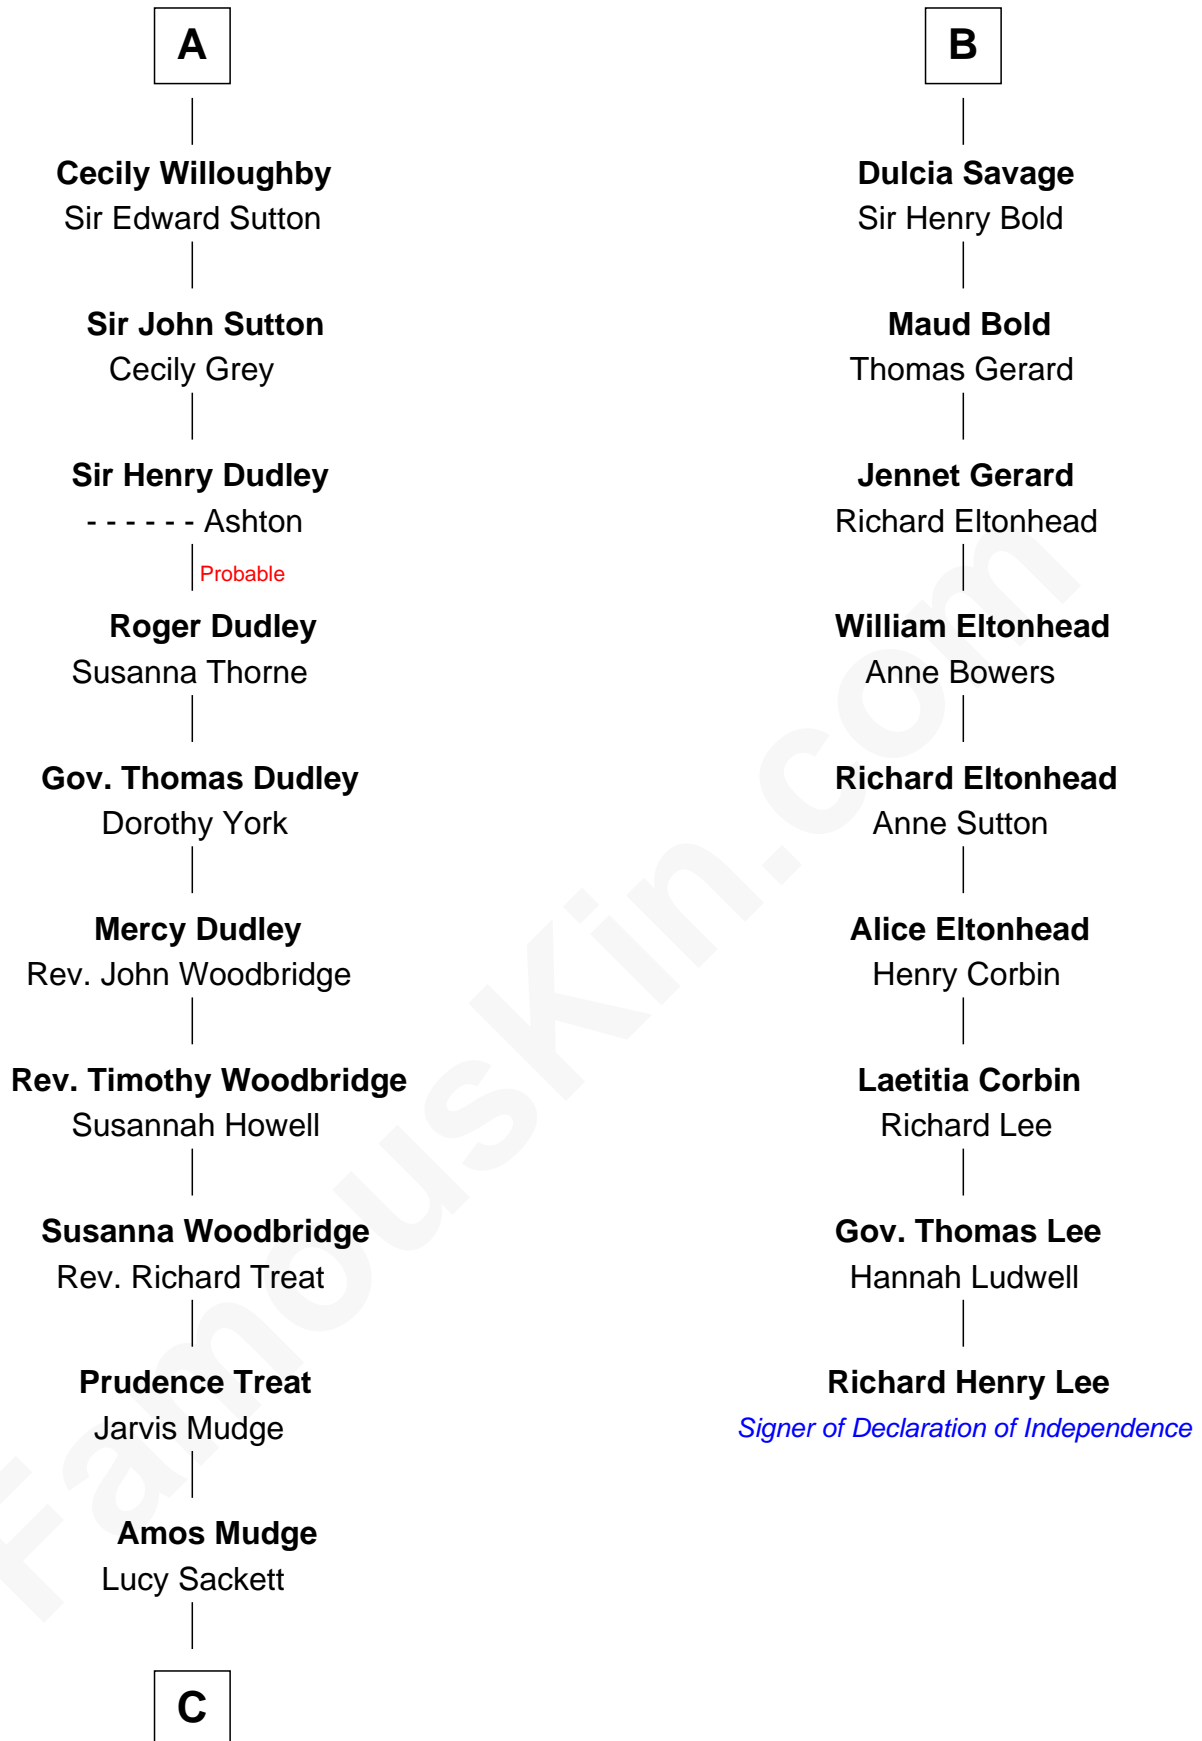 A
Cecily Willoughby
Sir Edward Sutton
Sir John Sutton
Cecily Grey
Sir Henry Dudley
- - - - - - Ashton
Probable
Roger Dudley
Susanna Thorne
Gov. Thomas Dudley
Dorothy York
Mercy Dudley
Rev. John Woodbridge
Rev. Timothy Woodbridge
Susannah Howell
Susanna Woodbridge
Rev. Richard Treat
Prudence Treat
Jarvis Mudge
Amos Mudge
Lucy Sackett
C
B
Dulcia Savage
Sir Henry Bold
Maud Bold
Thomas Gerard
Jennet Gerard
Richard Eltonhead
William Eltonhead
Anne Bowers
Richard Eltonhead
Anne Sutton
Alice Eltonhead
Henry Corbin
Laetitia Corbin
Richard Lee
Gov. Thomas Lee
Hannah Ludwell
Richard Henry Lee
Signer of Declaration of Independence
FamousKin.com